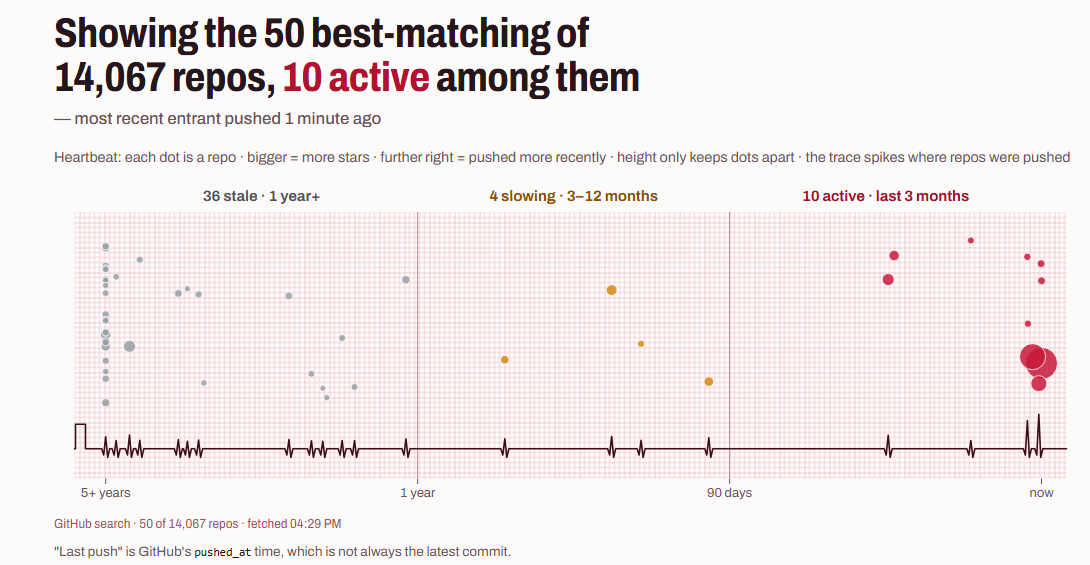 Showing the 50 best-matching of
14,067 repos, 10 active among them
— most recent entrant pushed 1 minute ago
Heartbeat: each dot is a repo · bigger = more stars · further right = pushed more recently · height only keeps dots apart · the trace spikes where repos were pushed
36 stale · 1 year+
4 slowing · 3–12 months
10 active · last 3 months
5+ years
1 year
90 days
now
GitHub search · 50 of 14,067 repos · fetched 04:29 PM
"Last push" is GitHub's pushed_at time, which is not always the latest commit.